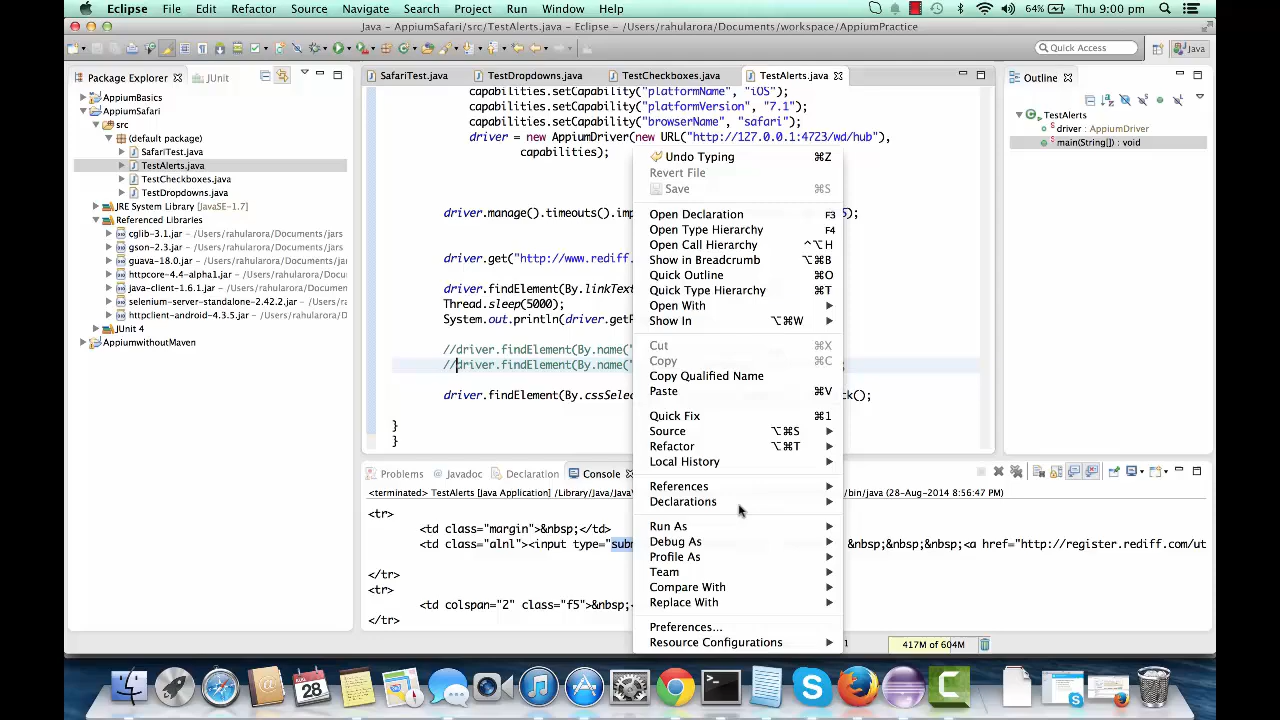 Eclipse File Edit Refactor Source Navigate Search Project Run Window Help 64% Thu 9:00 pm
Java - AppiumSafari/src/TestAlerts.java - Eclipse - /Users/rahularora/Documents/workspace/AppiumPractice
Quick Access Java
Package Explorer JUnit
AppiumBasics
AppiumSafari
src
(default package)
SafariTest.java
TestAlerts.java
TestCheckboxes.java
TestDropdowns.java
JRE System Library [JavaSE-1.7]
Referenced Libraries
cglib-3.1.jar - /Users/rahularora/Documents/jars
gson-2.3.jar - /Users/rahularora/Documents/jars
guava-18.0.jar - /Users/rahularora/Documents/jars
httpcore-4.4-alpha1.jar - /Users/rahularora/Docum
java-client-1.6.1.jar - /Users/rahularora/Document
selenium-server-standalone-2.42.2.jar - /Users/rah
httpclient-android-4.3.5.jar - /Users/rahularora/Do
JUnit 4
AppiumwithoutMaven
SafariTest.java TestDropdowns.java TestCheckboxes.java TestAlerts.java
capabilities.setCapability("platformName", "iOS");
capabilities.setCapability("platformVersion", "7.1");
capabilities.setCapability("browserName", "safari");
driver = new AppiumDriver(new URL("http://127.0.0.1:4723/wd/hub"),
capabilities);
driver.manage().timeouts().im 5);
driver.get("http://www.rediff.
driver.findElement(By.linkText
Thread.sleep(5000);
System.out.println(driver.getP
//driver.findElement(By.name("
//driver.findElement(By.name("
driver.findElement(By.cssSelec ck();
}
}
Undo Typing ⌘Z
Revert File
Save ⌘S
Open Declaration F3
Open Type Hierarchy F4
Open Call Hierarchy ^⌥H
Show in Breadcrumb ⌥⌘B
Quick Outline ⌘O
Quick Type Hierarchy ⌘T
Open With
Show In ⌥⌘W
Cut ⌘X
Copy ⌘C
Copy Qualified Name
Paste ⌘V
Quick Fix ⌘1
Source ⌥⌘S
Refactor ⌥⌘T
Local History
References
Declarations
Run As
Debug As
Profile As
Team
Compare With
Replace With
Preferences...
Resource Configurations
Outline
TestAlerts
driver : AppiumDriver
main(String[]) : void
Problems Javadoc Declaration Console
<terminated> TestAlerts [Java Application] /Library/Java/Java /bin/java (28-Aug-2014 8:56:47 PM)
<tr>
<td class="margin">&nbsp;</td>
<td class="alnl"><input type="subm &nbsp;&nbsp;&nbsp;<a href="http://register.rediff.com/ut
</tr>
<tr>
<td colspan="2" class="f5">&nbs
</tr>
1 417M of 604M
AUG
28